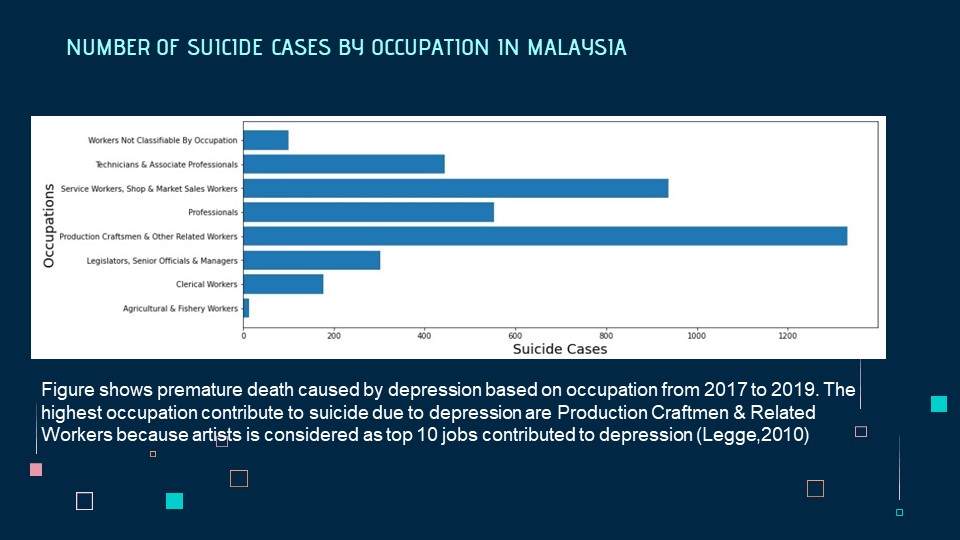 NUMBER OF SUICIDE CASES BY OCCUPATION IN MALAYSIA
Occupations
Workers Not Classifiable By Occupation
Technicians & Associate Professionals
Service Workers, Shop & Market Sales Workers
Professionals
Production Craftsmen & Other Related Workers
Legislators, Senior Officials & Managers
Clerical Workers
Agricultural & Fishery Workers
0 200 400 600 800 1000 1200
Suicide Cases
Figure shows premature death caused by depression based on occupation from 2017 to 2019. The
highest occupation contribute to suicide due to depression are Production Craftmen & Related
Workers because artists is considered as top 10 jobs contributed to depression (Legge,2010)